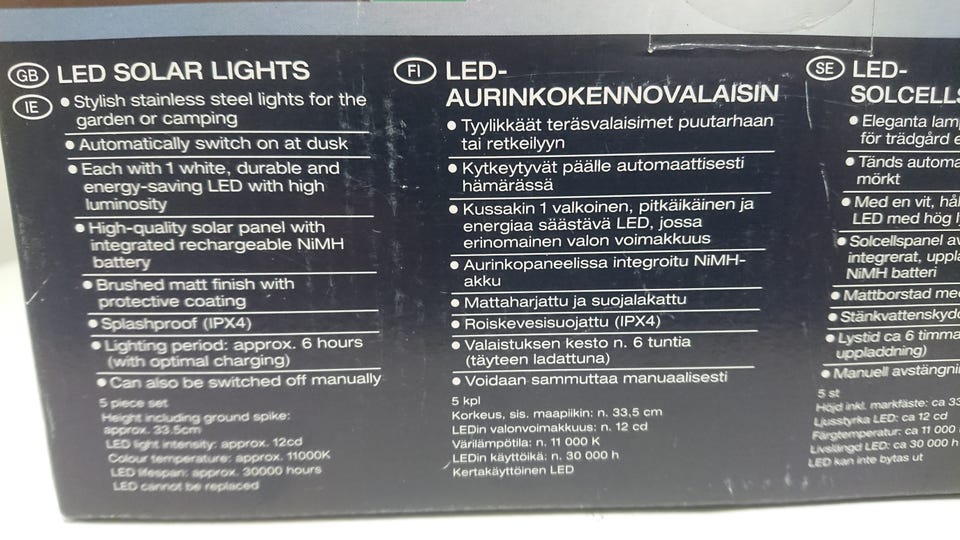 GB LED SOLAR LIGHTS
IE
• Stylish stainless steel lights for the
garden or camping
• Automatically switch on at dusk
• Each with 1 white, durable and
energy-saving LED with high
luminosity
• High-quality solar panel with
integrated rechargeable NiMH
battery
• Brushed matt finish with
protective coating
• Splashproof (IPX4)
• Lighting period: approx. 6 hours
(with optimal charging)
• Can also be switched off manually
5 piece set
Height including ground spike:
approx. 33.5cm
LED light intensity: approx. 12cd
Colour temperature: approx. 11000K
LED lifespan: approx. 30000 hours
LED cannot be replaced
FI LED-
AURINKOKENNOVALAISIN
• Tyylikkäät teräsvalaisimet puutarhaan
tai retkeilyyn
• Kytkeytyvät päälle automaattisesti
hämärässä
• Kussakin 1 valkoinen, pitkäikäinen ja
energiaa säästävä LED, jossa
erinomainen valon voimakkuus
• Aurinkopaneelissa integroitu NiMH-
akku
• Mattaharjattu ja suojalakattu
• Roiskevesisuojattu (IPX4)
• Valaistuksen kesto n. 6 tuntia
(täyteen ladattuna)
• Voidaan sammuttaa manuaalisesti
5 kpl
Korkeus, sis. maapiikin: n. 33,5 cm
LEDin valonvoimakkuus: n. 12 cd
Värilämpötila: n. 11 000 K
LEDin käyttöikä: n. 30 000 h
Kertakäyttöinen LED
SE LED-
SOLCELLS
• Eleganta lam
för trädgård e
• Tänds automa
mörkt
• Med en vit, hål
LED med hög l
• Solcellspanel av
integrerat, uppla
NiMH batteri
• Mattborstad med
• Stänkvattenskydd
• Lystid ca 6 timma
uppladdning)
• Manuell avstängnin
5 st
Höjd inkl. markfäste: ca 33
Ljusstyrka LED: ca 12 cd
Färgtemperatur: ca 11 000
Livslängd LED: ca 30 000 h
LED kan inte bytas ut